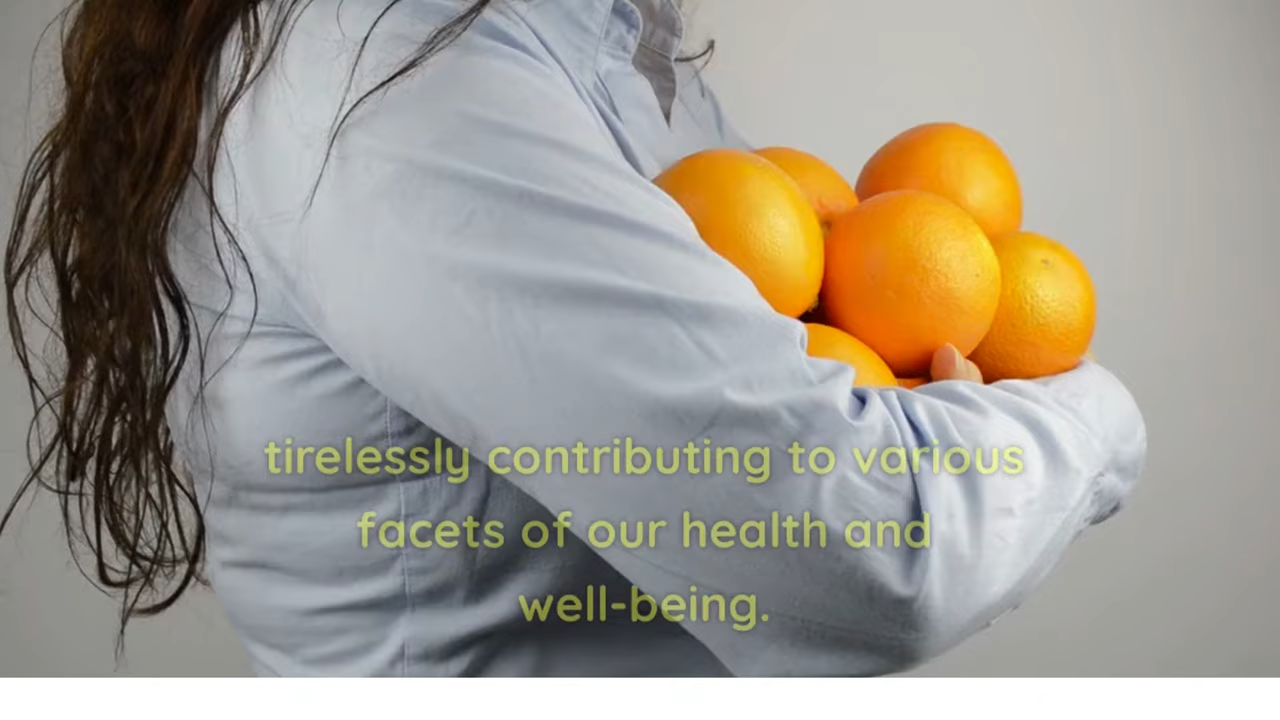 tirelessly contributing to various
facets of our health and
well-being.